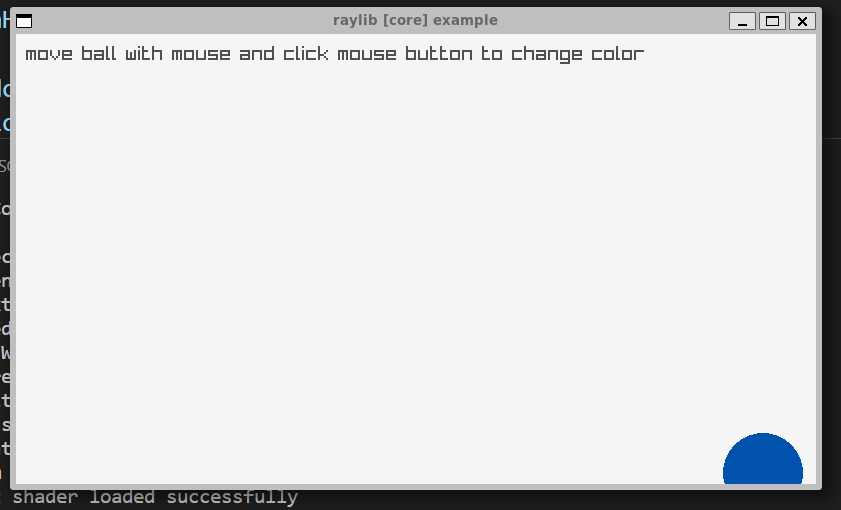 raylib [core] example
move ball with mouse and click mouse button to change color
shader loaded successfully